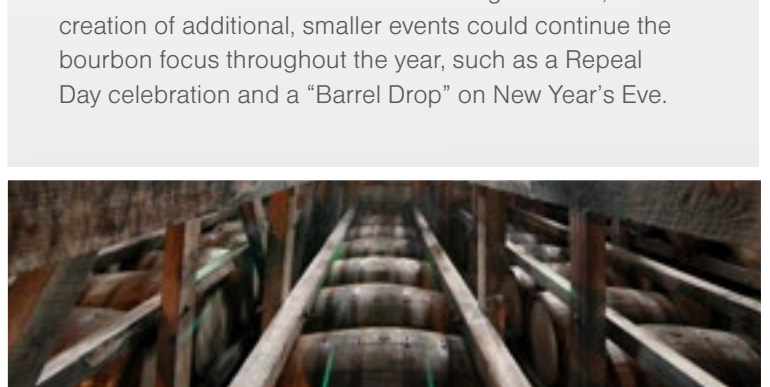 creation of additional, smaller events could continue the
bourbon focus throughout the year, such as a Repeal
Day celebration and a “Barrel Drop” on New Year’s Eve.